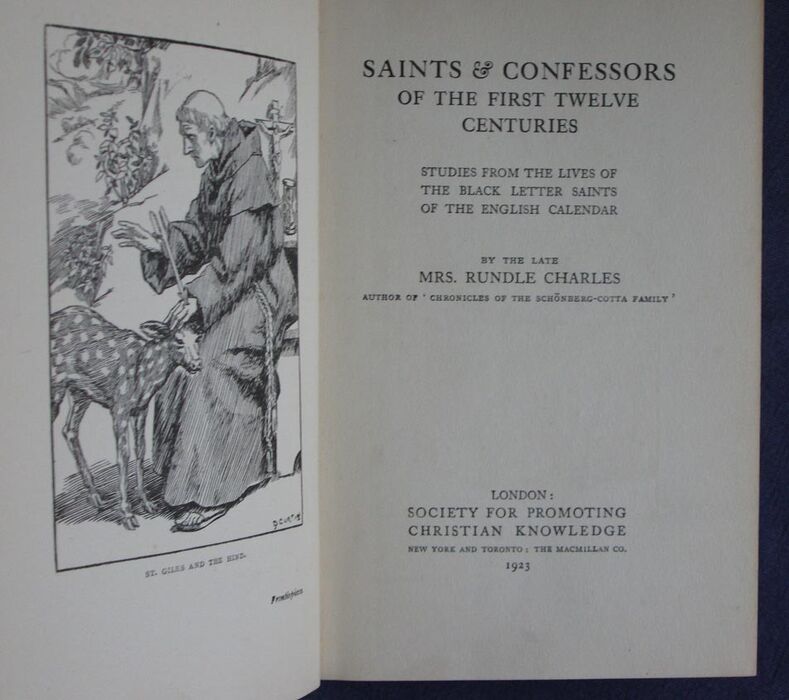 D CURTIS
ST. GILES AND THE HIND.
Frontispiece
SAINTS & CONFESSORS
OF THE FIRST TWELVE
CENTURIES
STUDIES FROM THE LIVES OF
THE BLACK LETTER SAINTS
OF THE ENGLISH CALENDAR
BY THE LATE
MRS. RUNDLE CHARLES
AUTHOR OF ' CHRONICLES OF THE SCHÖNBERG-COTTA FAMILY '
LONDON:
SOCIETY FOR PROMOTING
CHRISTIAN KNOWLEDGE
NEW YORK AND TORONTO: THE MACMILLAN CO.
1923